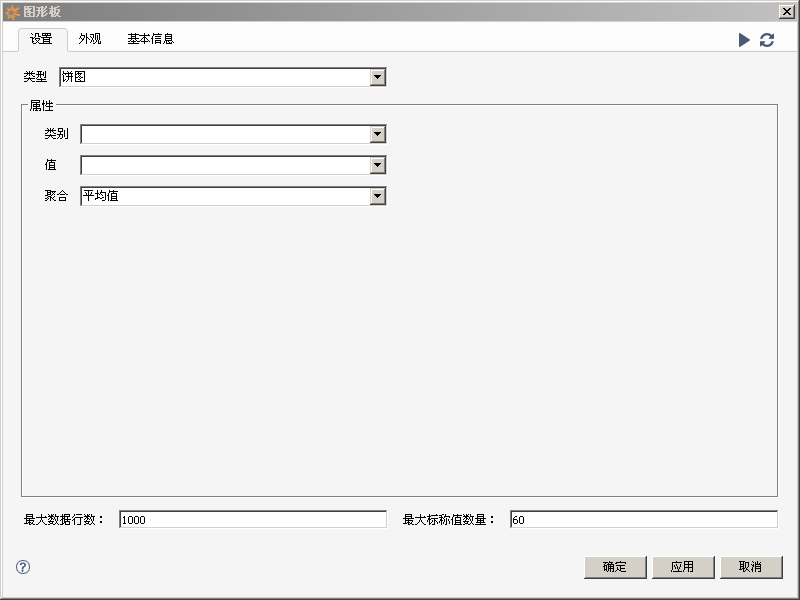 图形板
设置 外观 基本信息
类型 饼图
属性
类别
值
聚合 平均值
最大数据行数： 1000 最大标称值数量： 60
? 确定 应用 取消